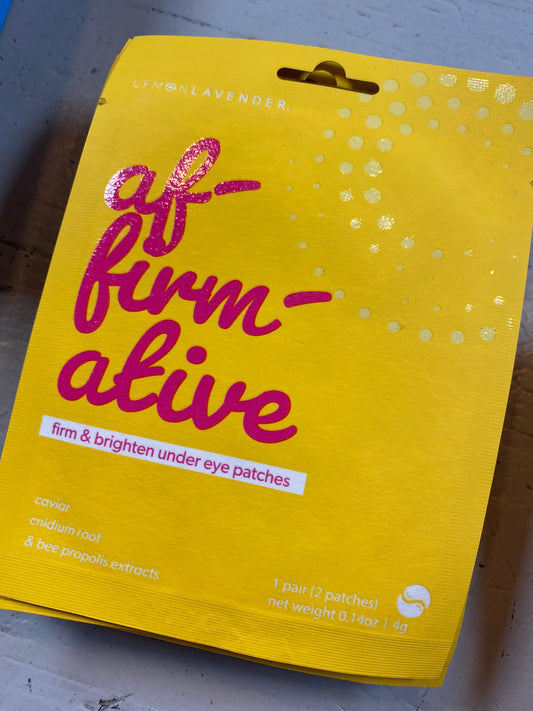 LEMONLAVENDER®
af-
firm-
ative
firm & brighten under eye patches
caviar
cnidium root
& bee propolis extracts
1 pair (2 patches)
net weight 0.14oz | 4g